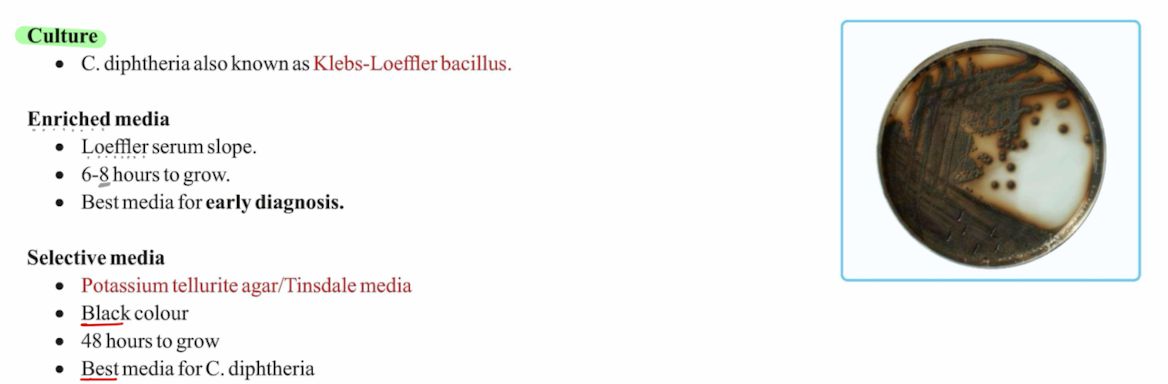 Culture
• C. diphtheria also known as Klebs-Loeffler bacillus.
Enriched media
• Loeffler serum slope.
• 6-8 hours to grow.
• Best media for early diagnosis.
Selective media
• Potassium tellurite agar/Tinsdale media
• Black colour
• 48 hours to grow
• Best media for C. diphtheria